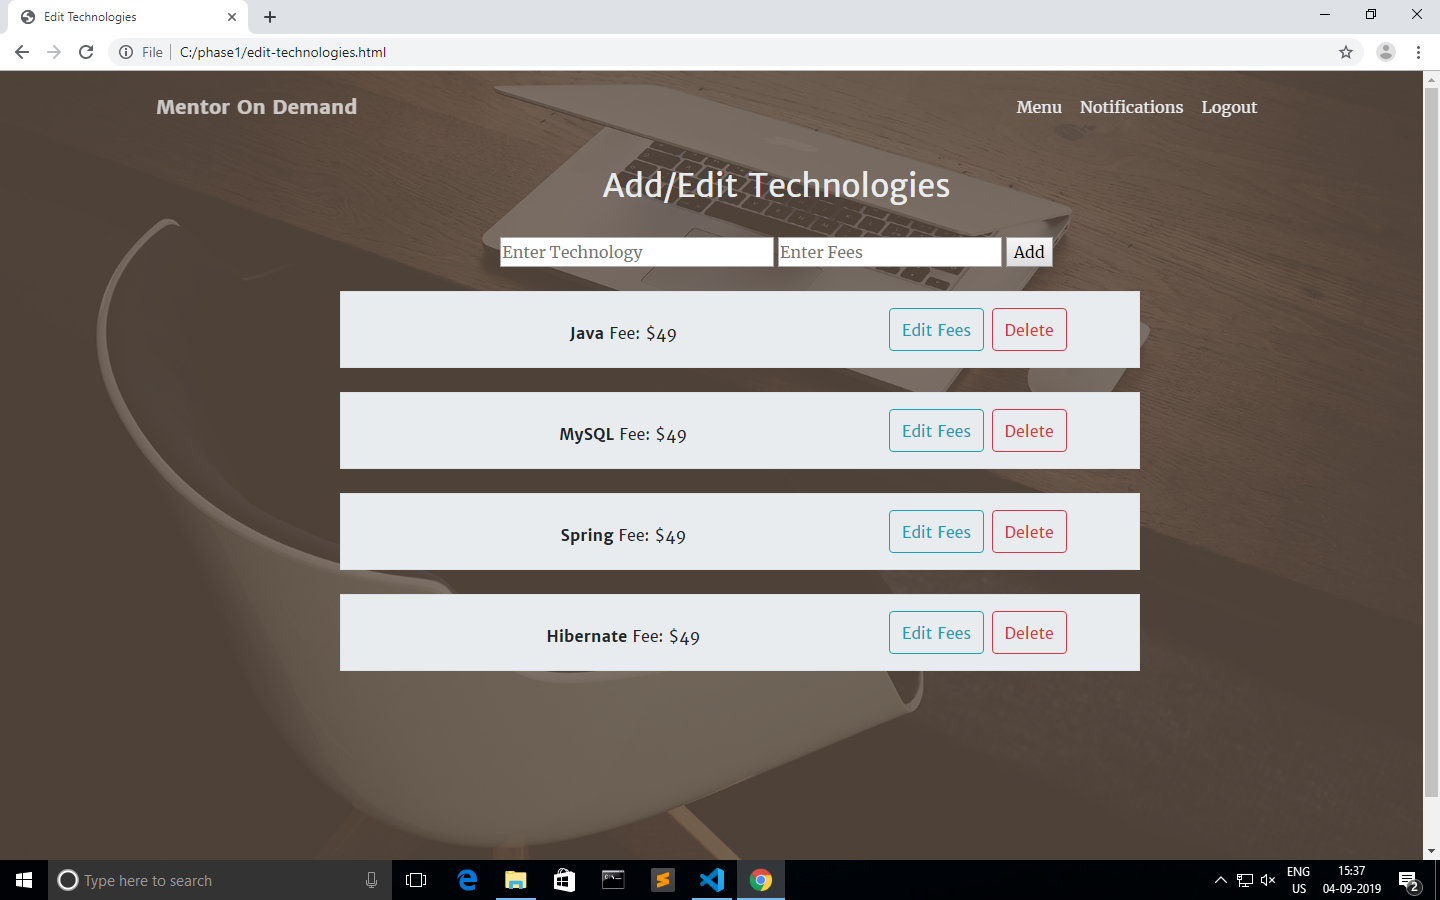 Edit Technologies
File C:/phase1/edit-technologies.html
Mentor On Demand Menu Notifications Logout
Add/Edit Technologies
Enter Technology Enter Fees Add
Java Fee: $49 Edit Fees Delete
MySQL Fee: $49 Edit Fees Delete
Spring Fee: $49 Edit Fees Delete
Hibernate Fee: $49 Edit Fees Delete
Type here to search ENG 15:37
US 04-09-2019 2